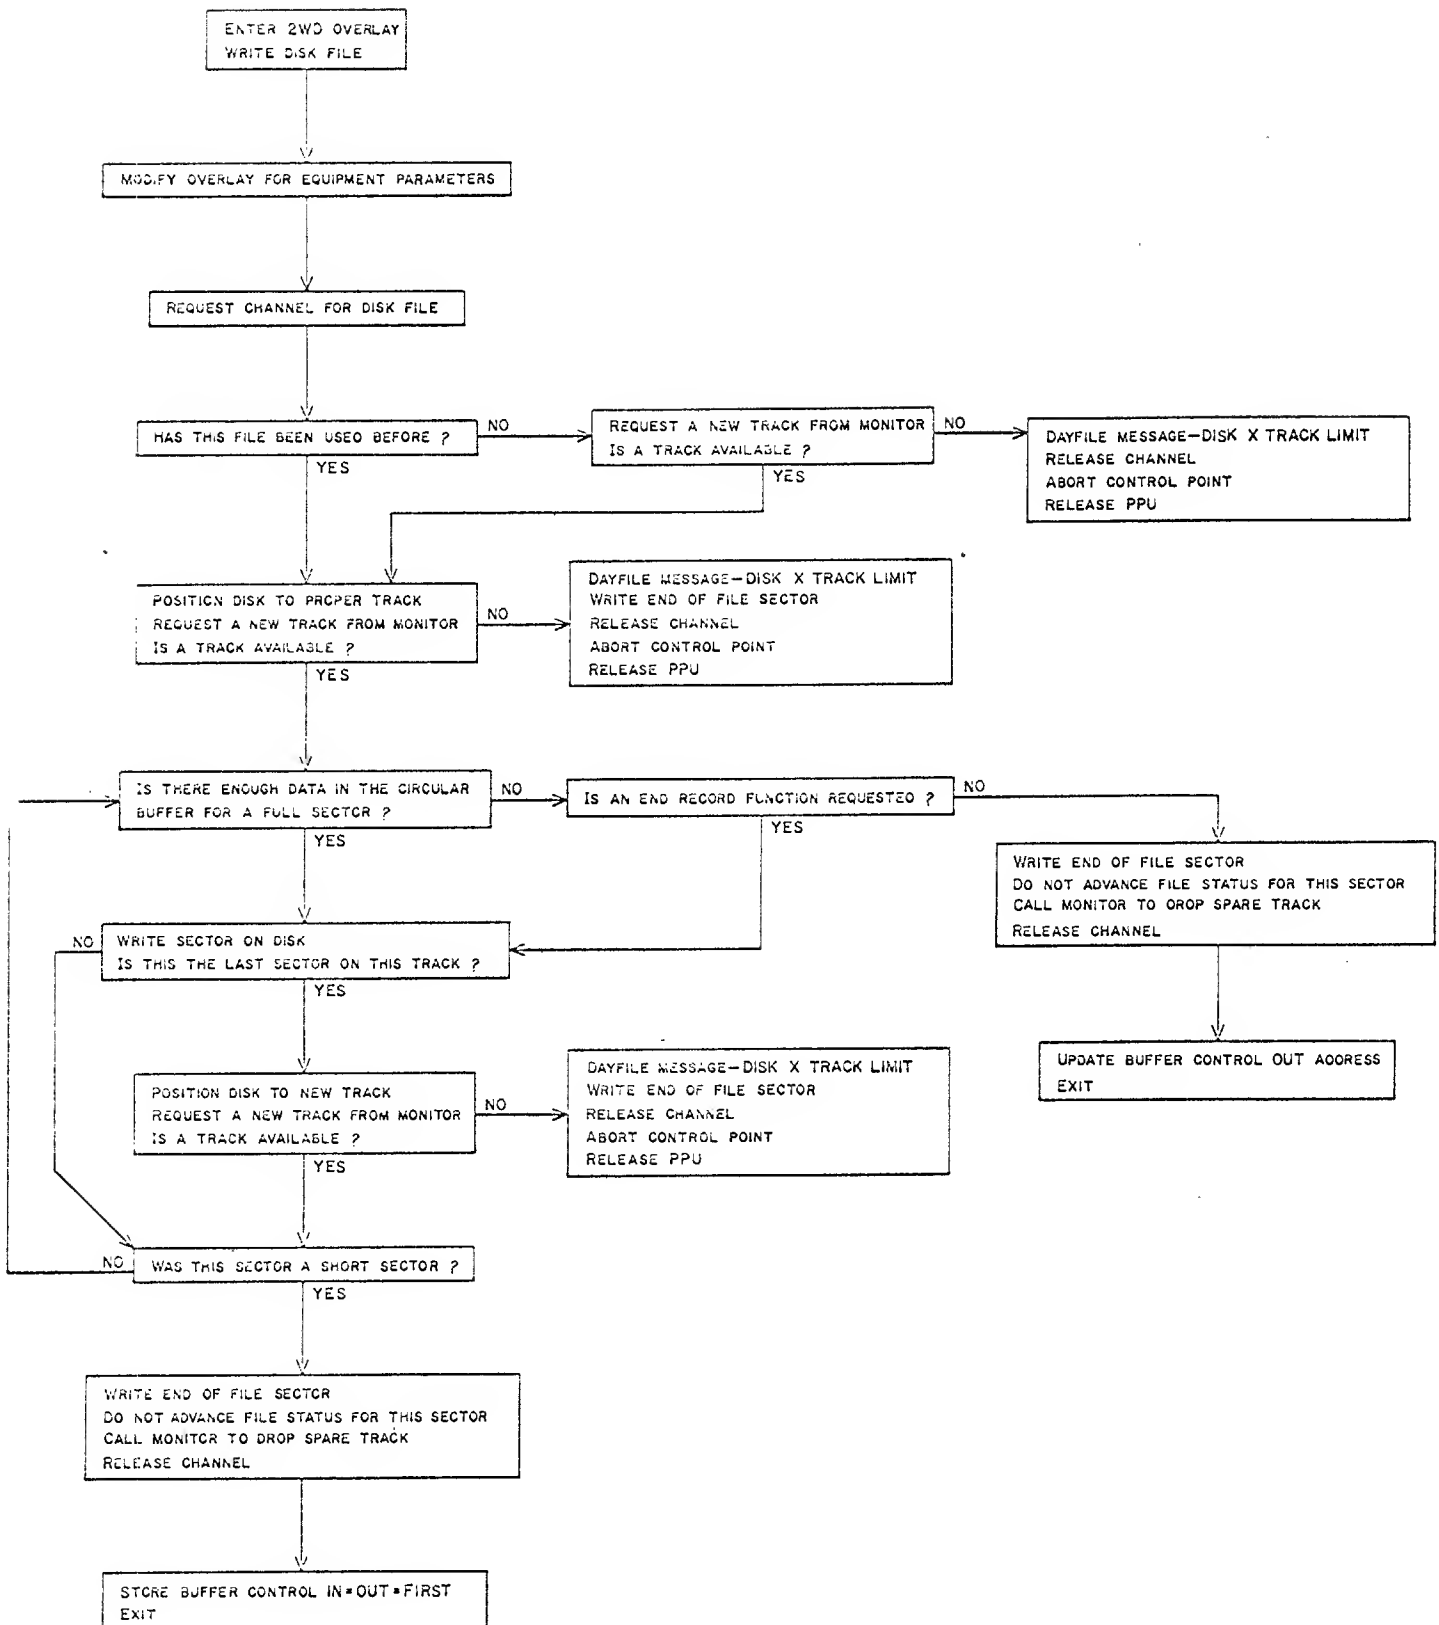 ENTER 2WD OVERLAY
WRITE DISK FILE
MODIFY OVERLAY FOR EQUIPMENT PARAMETERS
REQUEST CHANNEL FOR DISK FILE
HAS THIS FILE BEEN USED BEFORE ?
NO
YES
REQUEST A NEW TRACK FROM MONITOR
IS A TRACK AVAILABLE ?
NO
YES
DAYFILE MESSAGE-DISK X TRACK LIMIT
RELEASE CHANNEL
ABORT CONTROL POINT
RELEASE PPU
POSITION DISK TO PROPER TRACK
REQUEST A NEW TRACK FROM MONITOR
IS A TRACK AVAILABLE ?
NO
YES
DAYFILE MESSAGE-DISK X TRACK LIMIT
WRITE END OF FILE SECTOR
RELEASE CHANNEL
ABORT CONTROL POINT
RELEASE PPU
IS THERE ENOUGH DATA IN THE CIRCULAR
BUFFER FOR A FULL SECTOR ?
NO
YES
IS AN END RECORD FUNCTION REQUESTED ?
NO
YES
WRITE END OF FILE SECTOR
DO NOT ADVANCE FILE STATUS FOR THIS SECTOR
CALL MONITOR TO DROP SPARE TRACK
RELEASE CHANNEL
UPDATE BUFFER CONTROL OUT ADDRESS
EXIT
NO
WRITE SECTOR ON DISK
IS THIS THE LAST SECTOR ON THIS TRACK ?
YES
POSITION DISK TO NEW TRACK
REQUEST A NEW TRACK FROM MONITOR
IS A TRACK AVAILABLE ?
NO
YES
DAYFILE MESSAGE-DISK X TRACK LIMIT
WRITE END OF FILE SECTOR
RELEASE CHANNEL
ABORT CONTROL POINT
RELEASE PPU
NO
WAS THIS SECTOR A SHORT SECTOR ?
YES
WRITE END OF FILE SECTOR
DO NOT ADVANCE FILE STATUS FOR THIS SECTOR
CALL MONITOR TO DROP SPARE TRACK
RELEASE CHANNEL
STORE BUFFER CONTROL IN=OUT=FIRST
EXIT